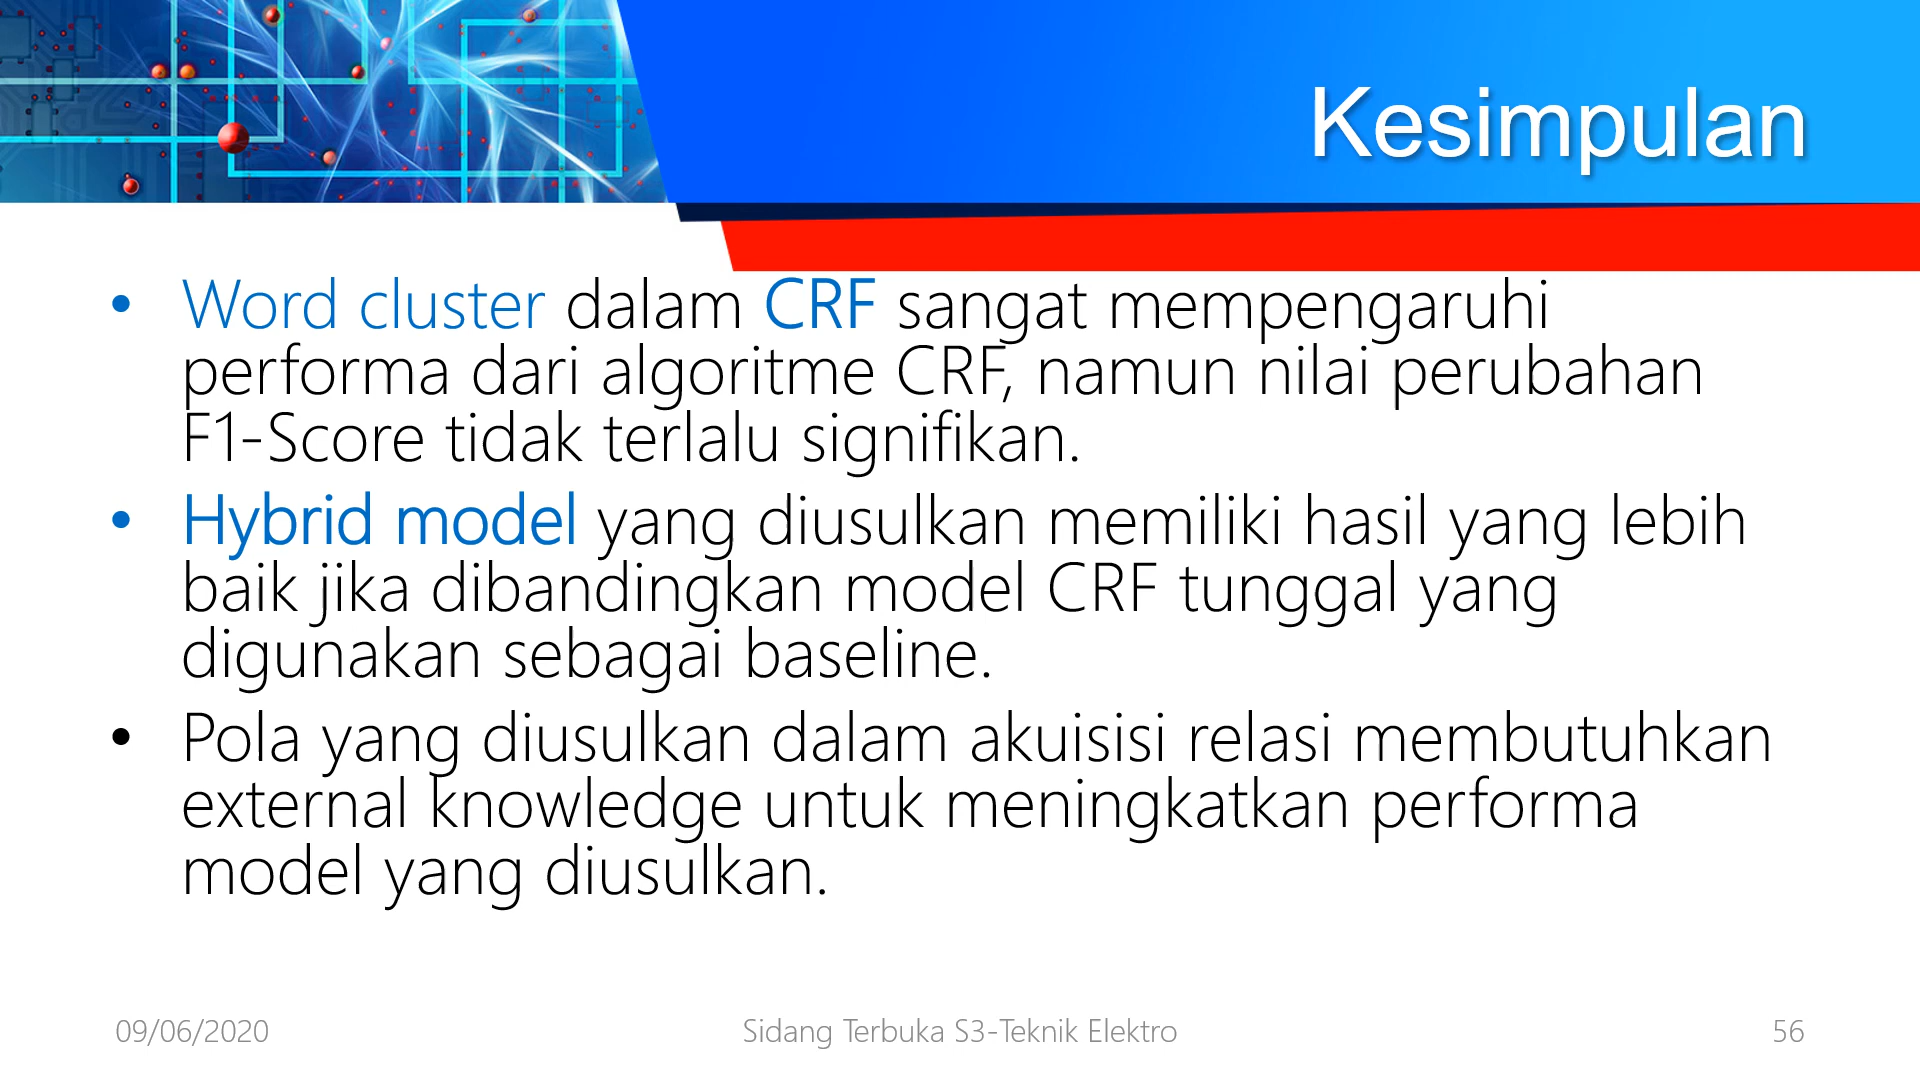 Kesimpulan
• Word cluster dalam CRF sangat mempengaruhi
performa dari algoritme CRF, namun nilai perubahan
F1-Score tidak terlalu signifikan.
• Hybrid model yang diusulkan memiliki hasil yang lebih
baik jika dibandingkan model CRF tunggal yang
digunakan sebagai baseline.
• Pola yang diusulkan dalam akuisisi relasi membutuhkan
external knowledge untuk meningkatkan performa
model yang diusulkan.
09/06/2020
Sidang Terbuka S3-Teknik Elektro
56